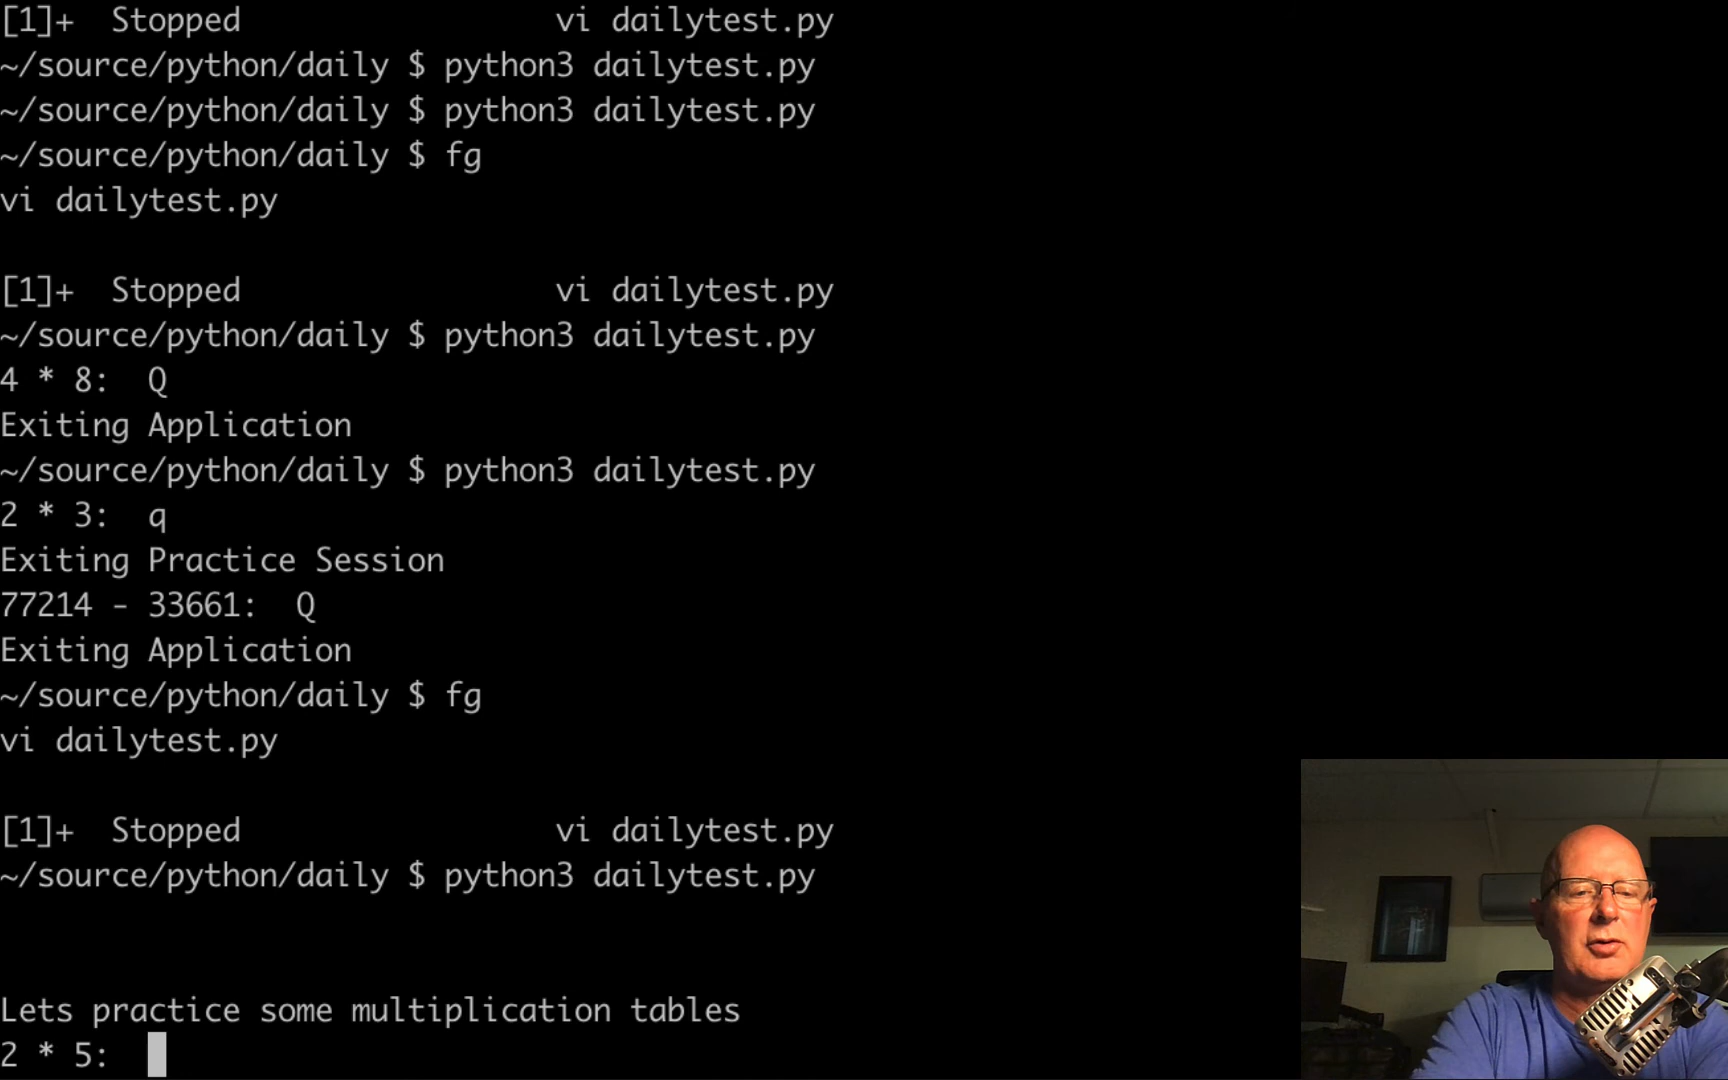 [1]+  Stopped                 vi dailytest.py
~/source/python/daily $ python3 dailytest.py
~/source/python/daily $ python3 dailytest.py
~/source/python/daily $ fg
vi dailytest.py
[1]+  Stopped                 vi dailytest.py
~/source/python/daily $ python3 dailytest.py
4 * 8:  Q
Exiting Application
~/source/python/daily $ python3 dailytest.py
2 * 3:  q
Exiting Practice Session
77214 - 33661:  Q
Exiting Application
~/source/python/daily $ fg
vi dailytest.py
[1]+  Stopped                 vi dailytest.py
~/source/python/daily $ python3 dailytest.py
Lets practice some multiplication tables
2 * 5: